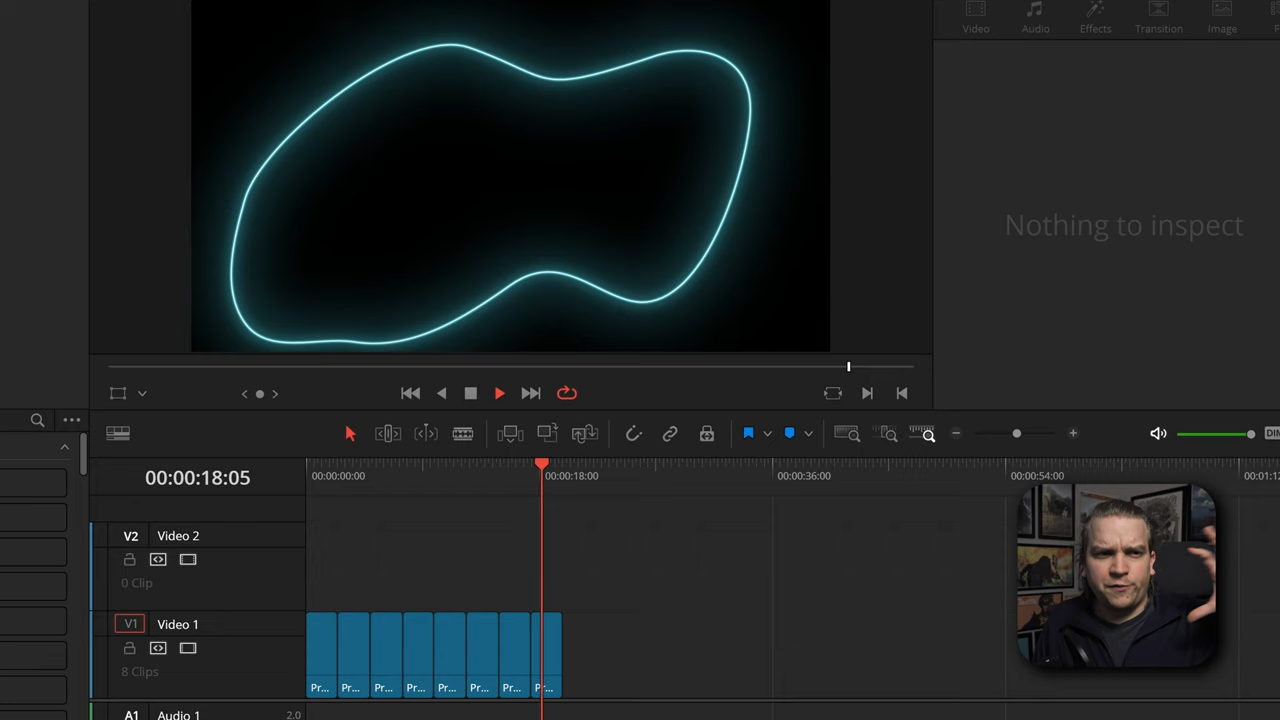 Video Audio Effects Transition Image
Nothing to inspect
00:00:18:05
00:00:00:00 00:00:18:00 00:00:36:00 00:00:54:00
V2 Video 2
0 Clip
V1 Video 1
8 Clips
Pr... Pr... Pr... Pr... Pr... Pr... Pr... Pr...
A1 Audio 1 2.0